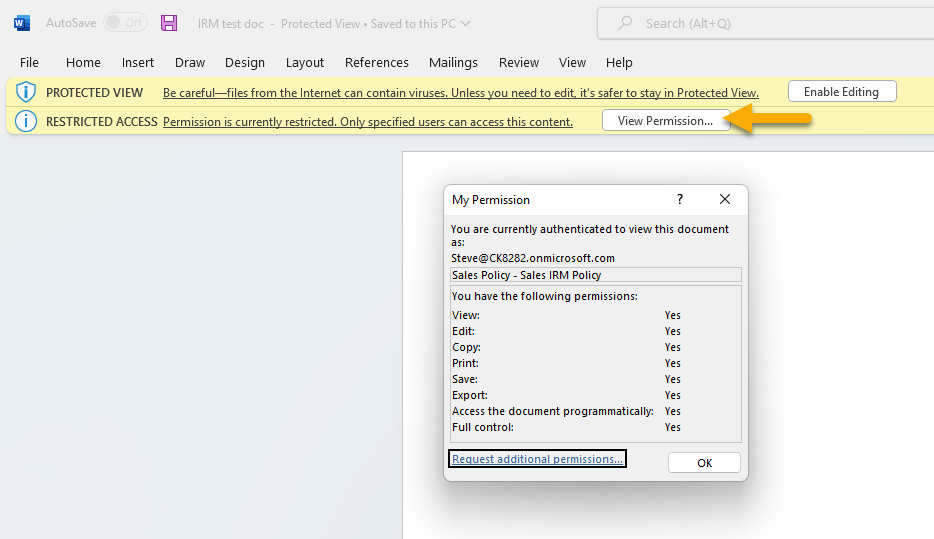 AutoSave Off IRM test doc - Protected View • Saved to this PC Search (Alt+Q)
File Home Insert Draw Design Layout References Mailings Review View Help
PROTECTED VIEW Be careful—files from the Internet can contain viruses. Unless you need to edit, it's safer to stay in Protected View. Enable Editing
RESTRICTED ACCESS Permission is currently restricted. Only specified users can access this content. View Permission...
My Permission ?
You are currently authenticated to view this document
as:
Steve@CK8282.onmicrosoft.com
Sales Policy - Sales IRM Policy
You have the following permissions:
View: Yes
Edit: Yes
Copy: Yes
Print: Yes
Save: Yes
Export: Yes
Access the document programmatically: Yes
Full control: Yes
Request additional permissions... OK